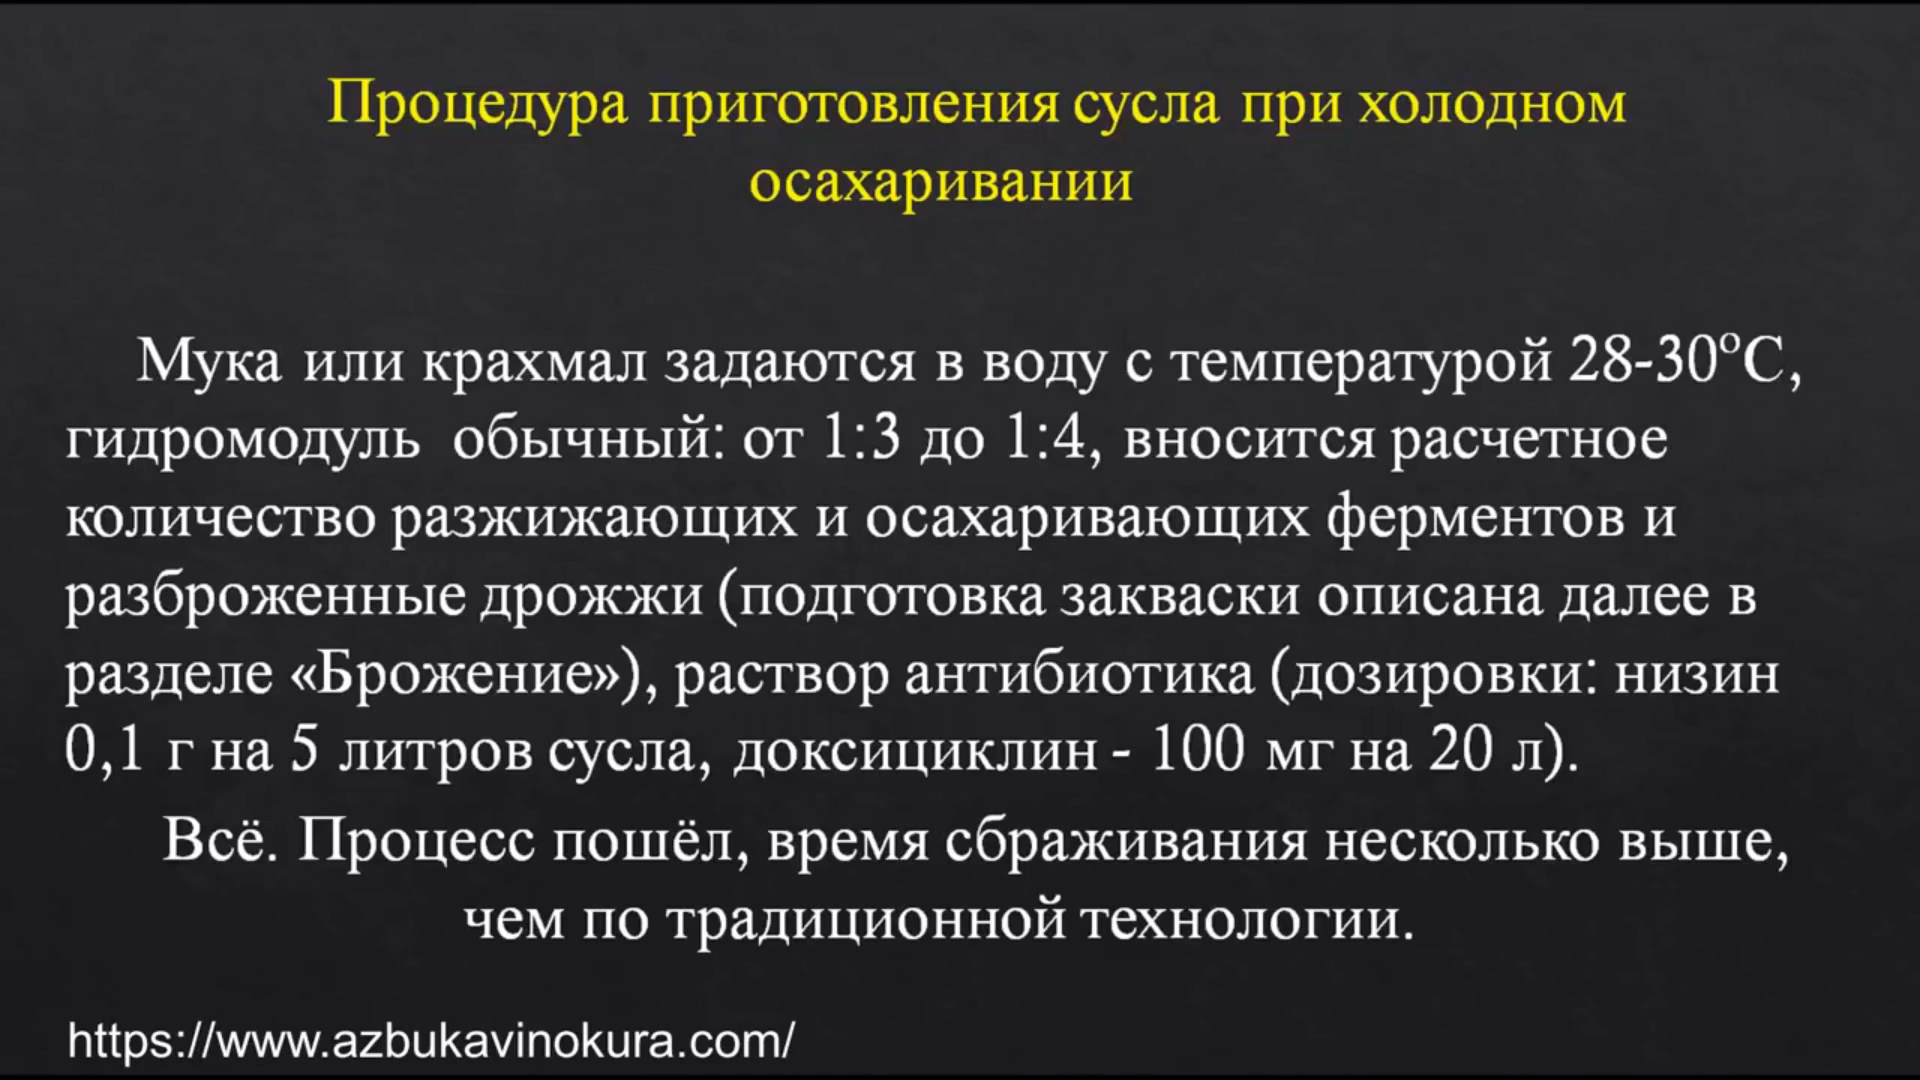 Процедура приготовления сусла при холодном
осахаривании
Мука или крахмал задаются в воду с температурой 28-30°С,
гидромодуль обычный: от 1:3 до 1:4, вносится расчетное
количество разжижающих и осахаривающих ферментов и
разброженные дрожжи (подготовка закваски описана далее в
разделе «Брожение»), раствор антибиотика (дозировки: низин
0,1 г на 5 литров сусла, доксициклин - 100 мг на 20 л).
Всё. Процесс пошёл, время сбраживания несколько выше,
чем по традиционной технологии.
https://www.azbukavinokura.com/